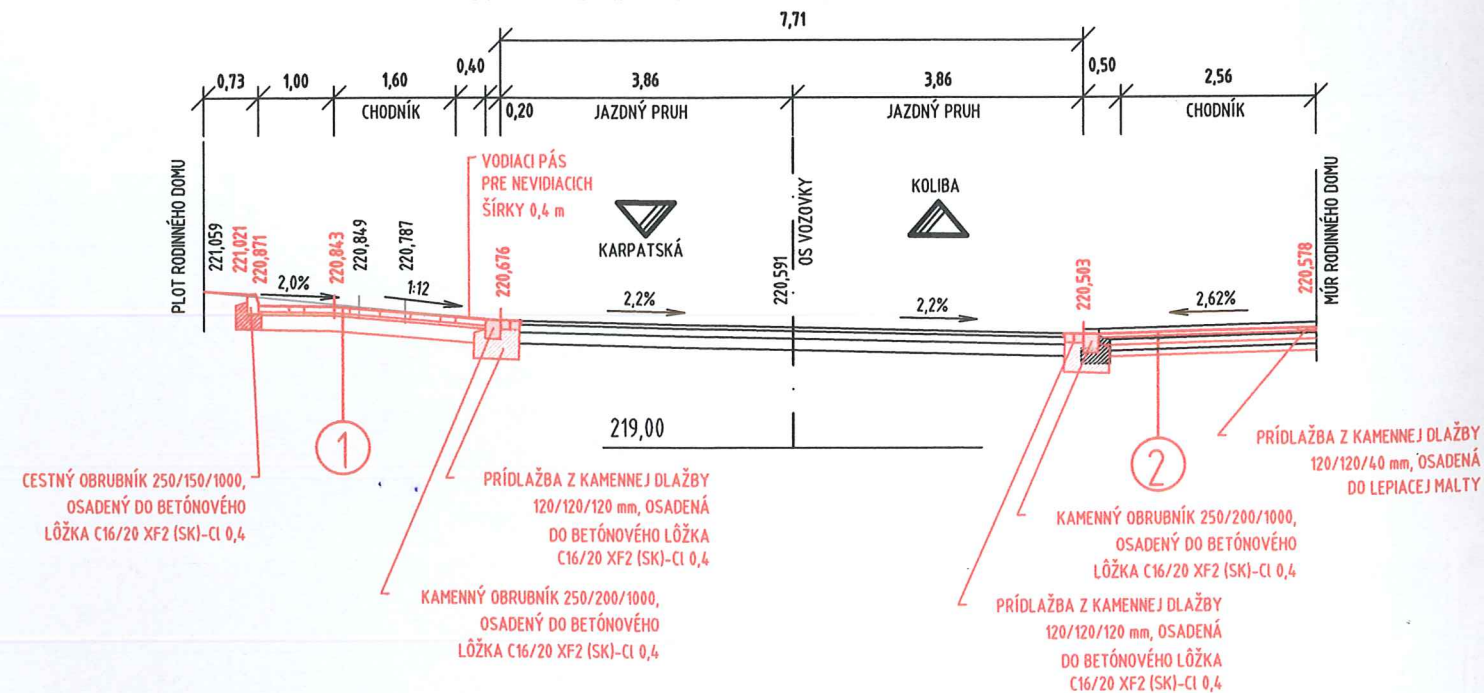 7,71
0,73
1,00
1,60
0,40
3,86
3,86
0,50
2,56
CHODNÍK
0,20
JAZDNÝ PRUH
JAZDNÝ PRUH
CHODNÍK
VODIACI PÁS
PRE NEVIDIACICH
ŠÍRKY 0,4 m
PLOT RODINNÉHO DOMU
221,059
221,021
220,871
220,843
220,849
220,787
220,676
KARPATSKÁ
220,591
OS VOZOVKY
KOLIBA
220,503
220,578
MÚR RODINNÉHO DOMU
2,0%
1:12
2,2%
2,2%
2,62%
219,00
1
2
CESTNÝ OBRUBNÍK 250/150/1000,
OSADENÝ DO BETÓNOVÉHO
LÔŽKA C16/20 XF2 (SK)-Cl 0,4
PRÍDLAŽBA Z KAMENNEJ DLAŽBY
120/120/120 mm, OSADENÁ
DO BETÓNOVÉHO LÔŽKA
C16/20 XF2 (SK)-Cl 0,4
KAMENNÝ OBRUBNÍK 250/200/1000,
OSADENÝ DO BETÓNOVÉHO
LÔŽKA C16/20 XF2 (SK)-Cl 0,4
PRÍDLAŽBA Z KAMENNEJ DLAŽBY
120/120/40 mm, OSADENÁ
DO LEPIACEJ MALTY
KAMENNÝ OBRUBNÍK 250/200/1000,
OSADENÝ DO BETÓNOVÉHO
LÔŽKA C16/20 XF2 (SK)-Cl 0,4
PRÍDLAŽBA Z KAMENNEJ DLAŽBY
120/120/120 mm, OSADENÁ
DO BETÓNOVÉHO LÔŽKA
C16/20 XF2 (SK)-Cl 0,4